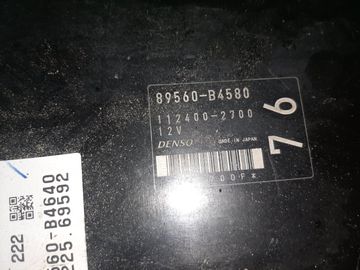 89560-B4580
112400-2700
12V
DENSO MADE IN JAPAN
76
560-B4640
225.69592
222